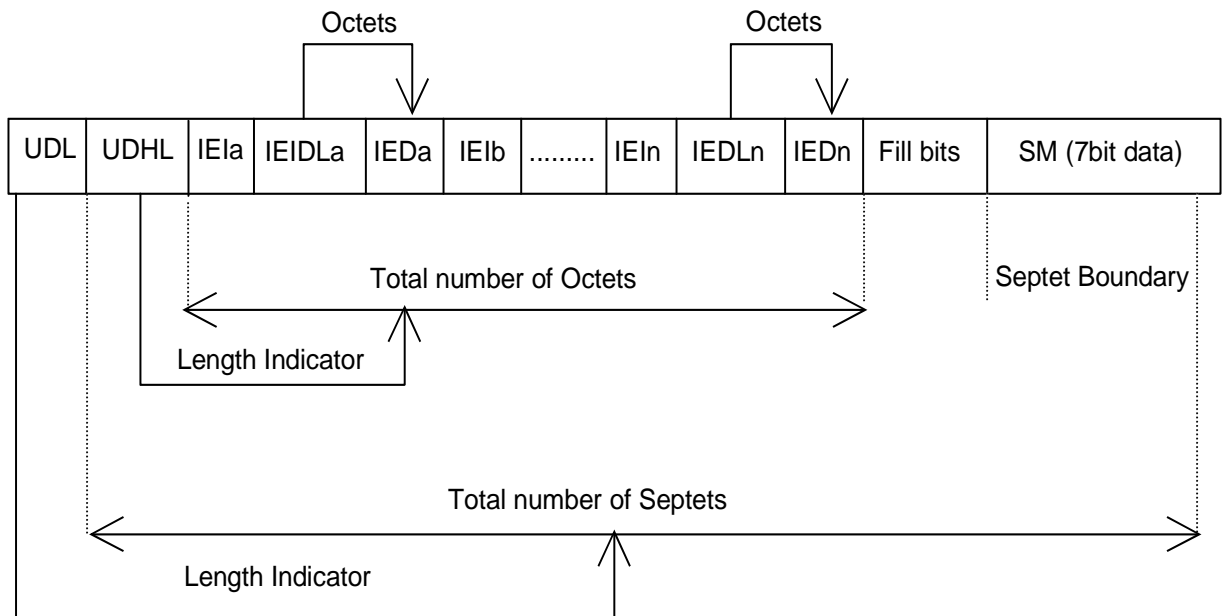 Octets Octets
UDL UDHL IEIa IEIDLa IEDa IEIb ......... IEIn IEDLn IEDn Fill bits SM (7bit data)
Total number of Octets Septet Boundary
Length Indicator
Total number of Septets
Length Indicator